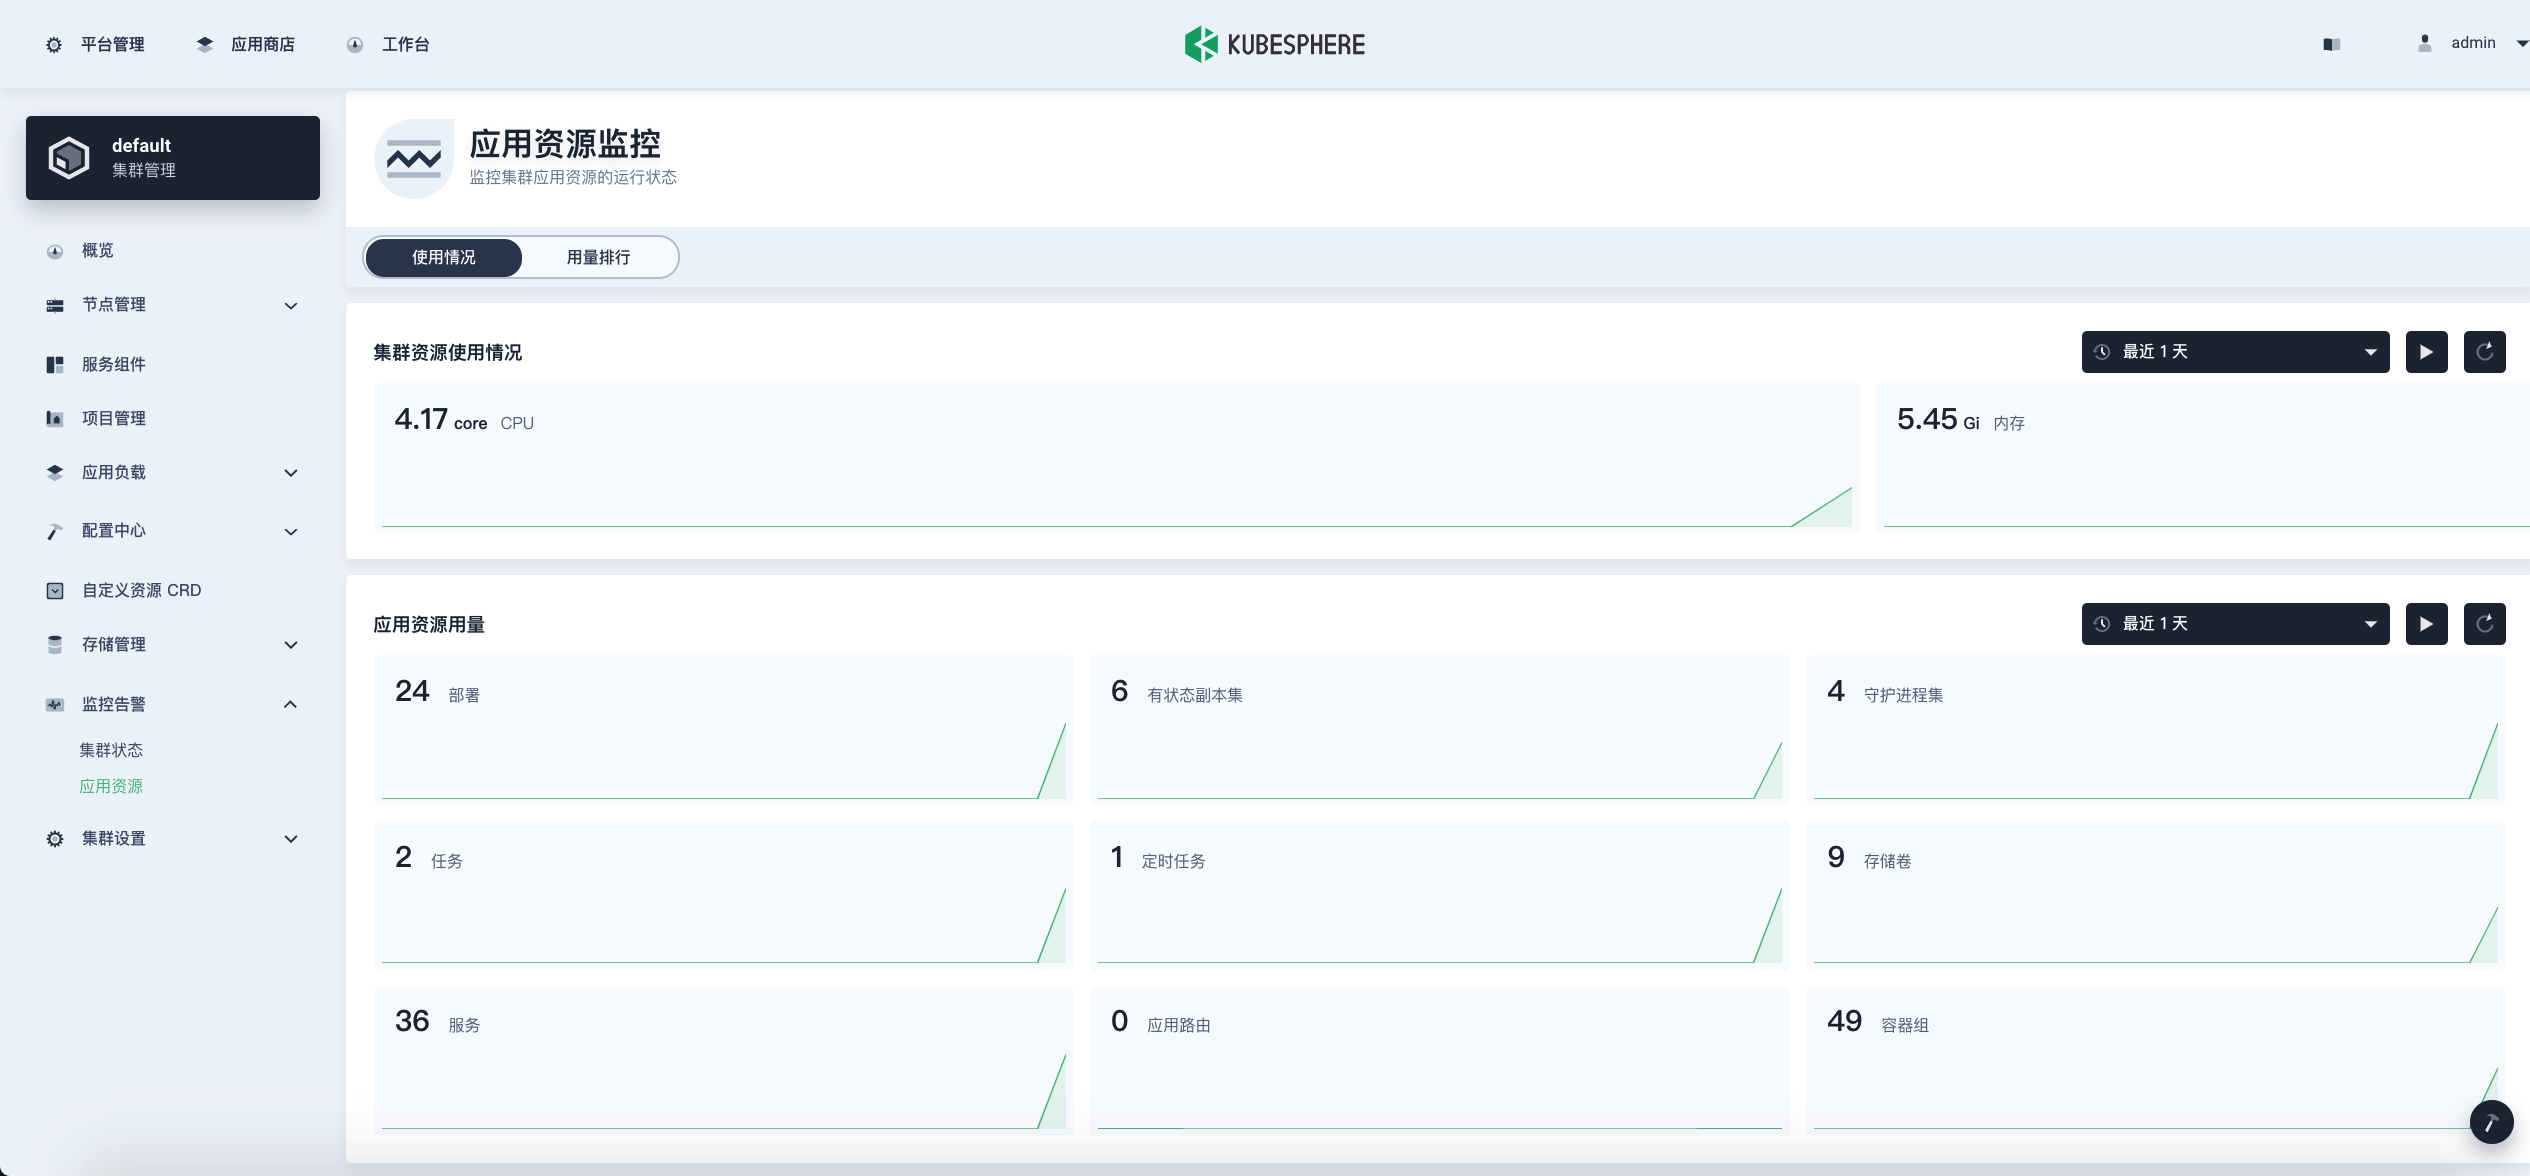 平台管理
应用商店
工作台
KUBESPHERE
admin
default
集群管理
概览
节点管理
服务组件
项目管理
应用负载
配置中心
自定义资源 CRD
存储管理
监控告警
集群状态
应用资源
集群设置
应用资源监控
监控集群应用资源的运行状态
使用情况
用量排行
集群资源使用情况
最近 1 天
4.17 core CPU
5.45 Gi 内存
应用资源用量
最近 1 天
24 部署
6 有状态副本集
4 守护进程集
2 任务
1 定时任务
9 存储卷
36 服务
0 应用路由
49 容器组